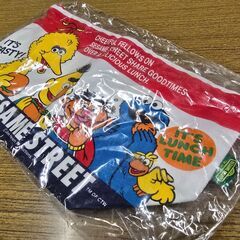 CHEERFUL FELLOWS ON
SESAME STREET SHARE GOODTIMES
OVER DELICIOUS LUNCH
IT'S
TASTY!
IT'S
LUNCH
TIME
SESAME STREET